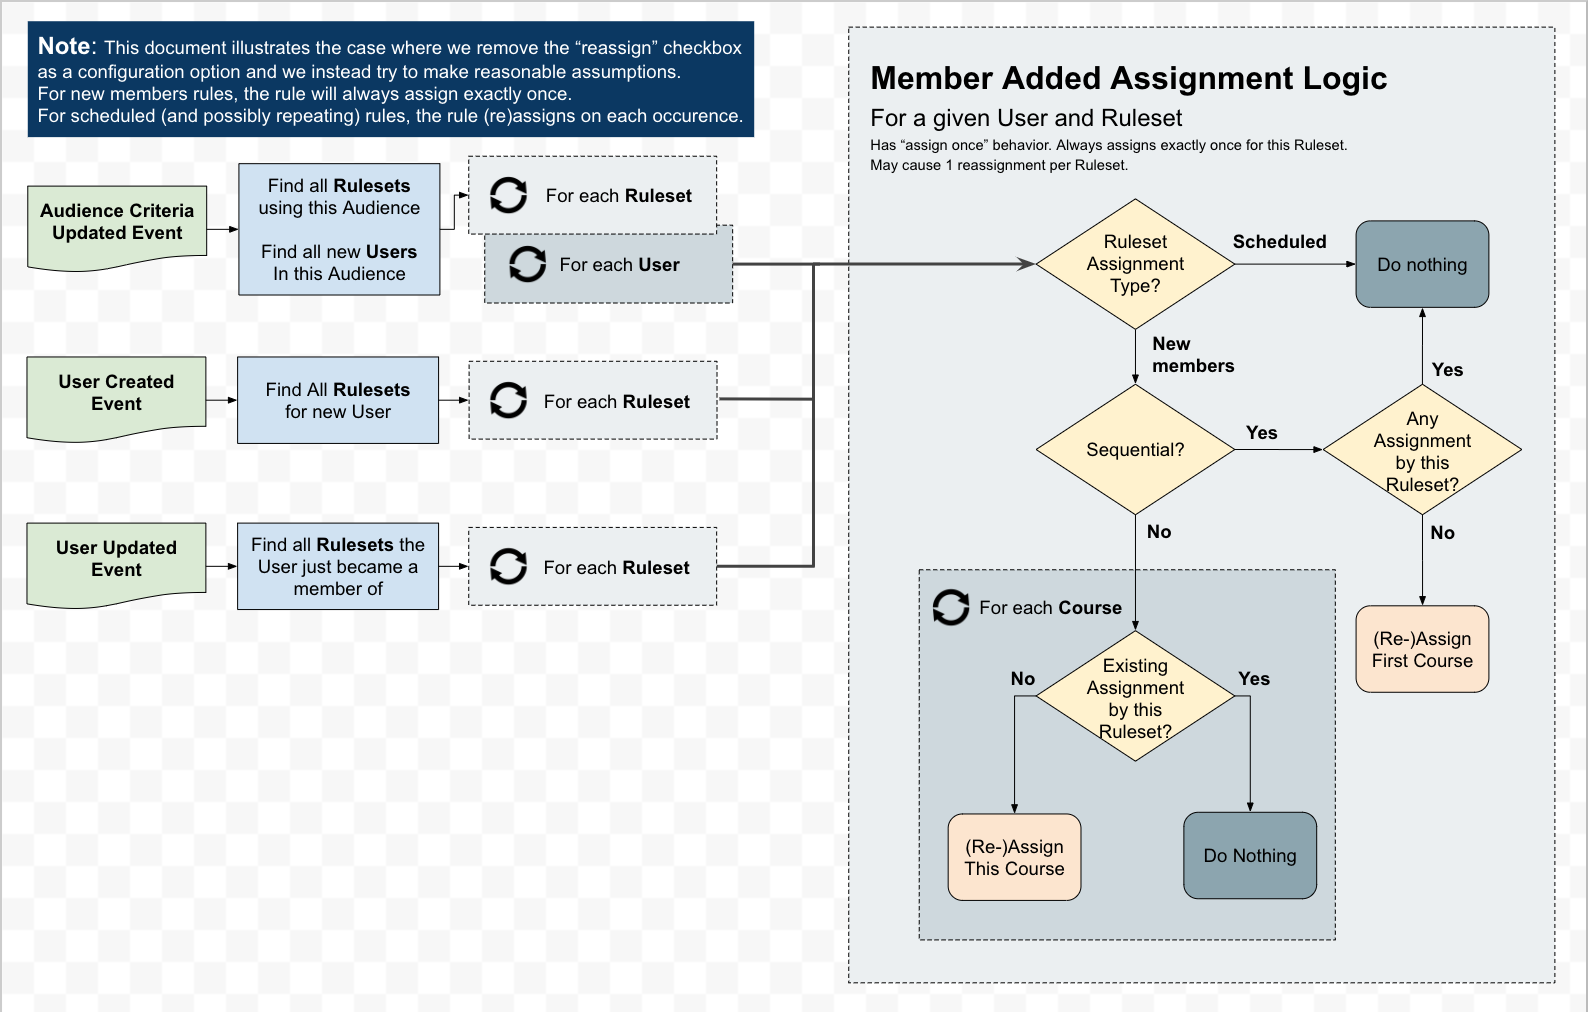 Note: This document illustrates the case where we remove the “reassign” checkbox
as a configuration option and we instead try to make reasonable assumptions.
For new members rules, the rule will always assign exactly once.
For scheduled (and possibly repeating) rules, the rule (re)assigns on each occurence.
Audience Criteria
Updated Event
Find all Rulesets
using this Audience
Find all new Users
In this Audience
For each Ruleset
For each User
User Created
Event
Find All Rulesets
for new User
For each Ruleset
User Updated
Event
Find all Rulesets the
User just became a
member of
For each Ruleset
Member Added Assignment Logic
For a given User and Ruleset
Has “assign once” behavior. Always assigns exactly once for this Ruleset.
May cause 1 reassignment per Ruleset.
Ruleset
Assignment
Type?
Scheduled
Do nothing
New
members
Yes
Sequential?
Yes
Any
Assignment
by this
Ruleset?
No
No
For each Course
(Re-)Assign
First Course
Existing
Assignment
by this
Ruleset?
No
Yes
(Re-)Assign
This Course
Do Nothing